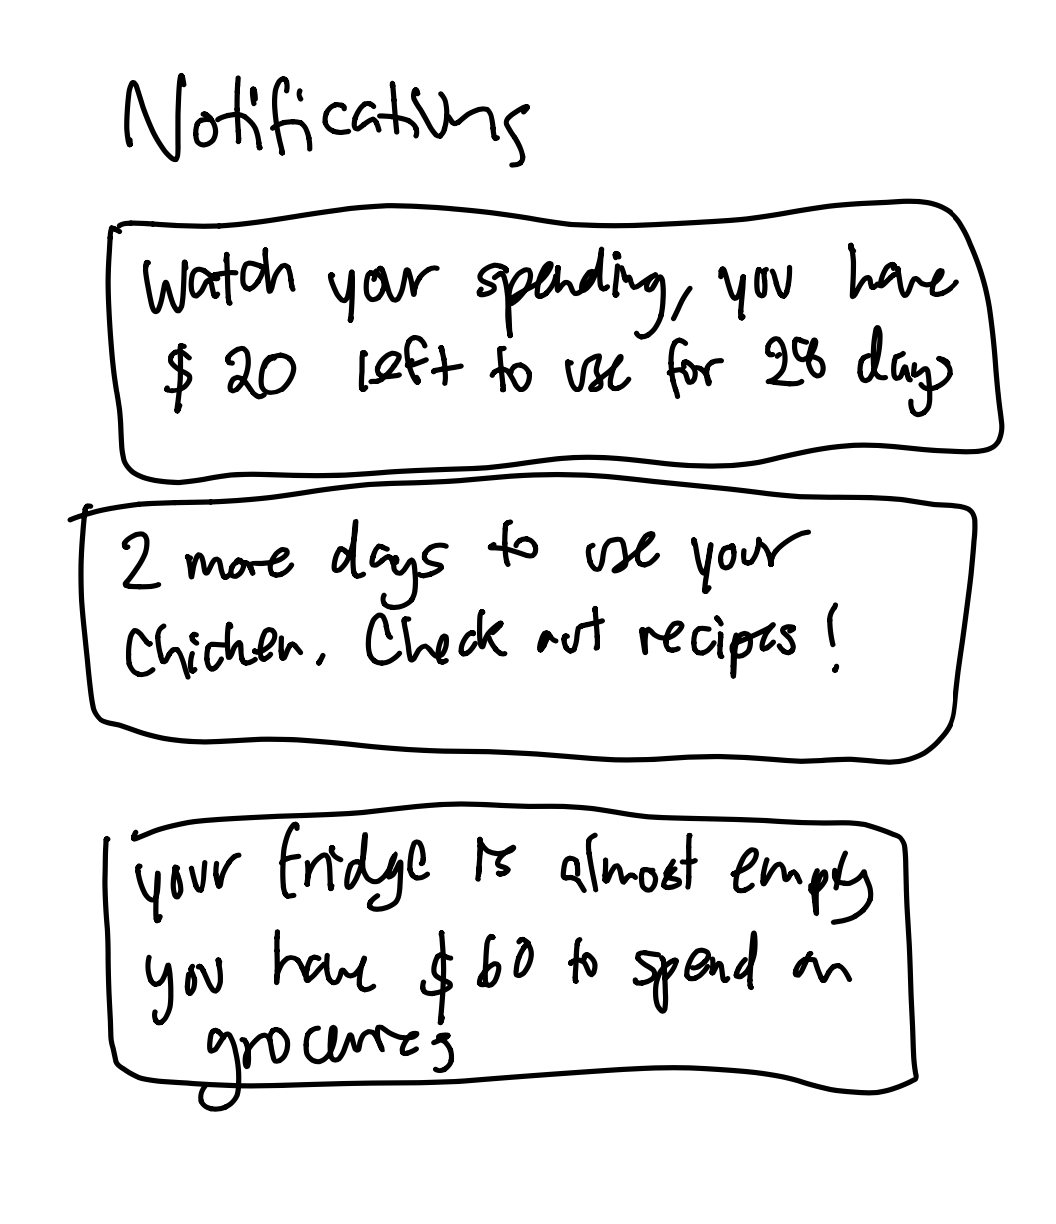 Notifications
Watch your spending, you have
$ 20 left to use for 28 days
2 more days to use your
chicken. Check out recipes!
your fridge is almost empty
you have $60 to spend on
groceries